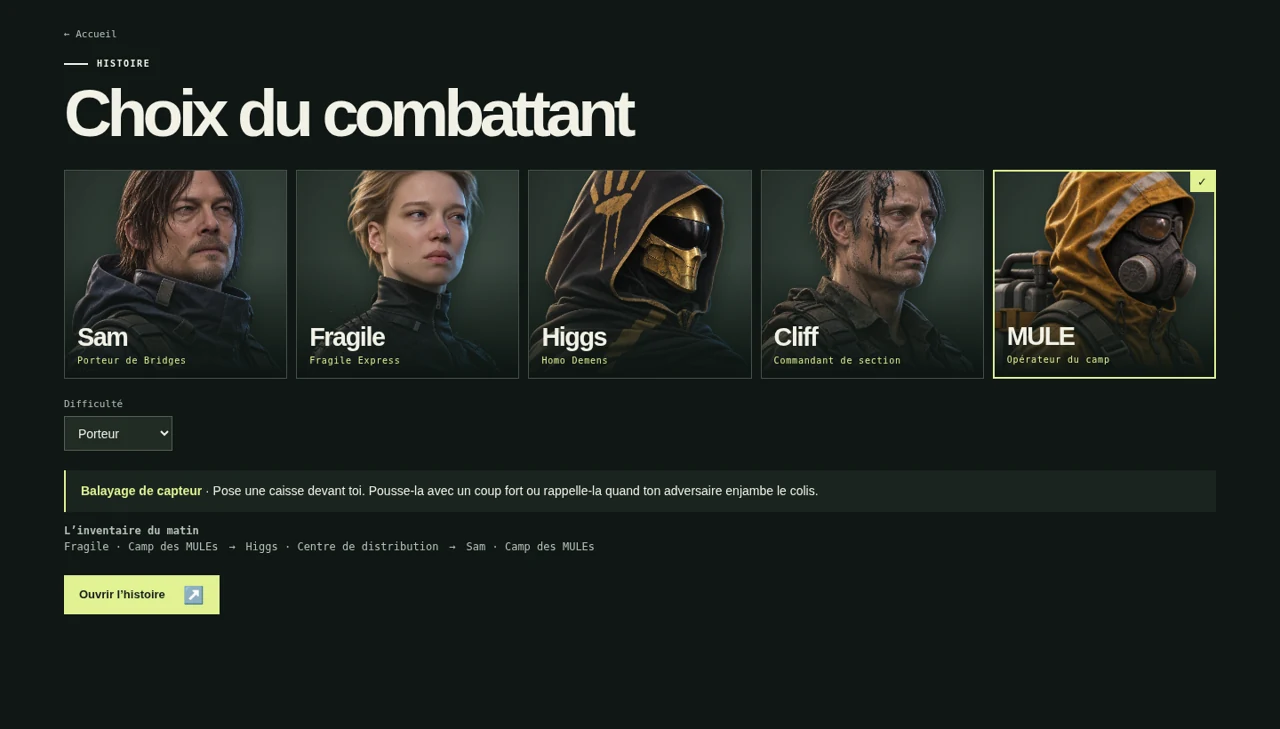 ← Accueil
HISTOIRE
Choix du combattant
Sam
Porteur de Bridges
Fragile
Fragile Express
Higgs
Homo Demens
Cliff
Commandant de section
✓
MULE
Opérateur du camp
Difficulté
Porteur
Balayage de capteur · Pose une caisse devant toi. Pousse-la avec un coup fort ou rappelle-la quand ton adversaire enjambe le colis.
L’inventaire du matin
Fragile · Camp des MULEs → Higgs · Centre de distribution → Sam · Camp des MULEs
Ouvrir l’histoire ↗